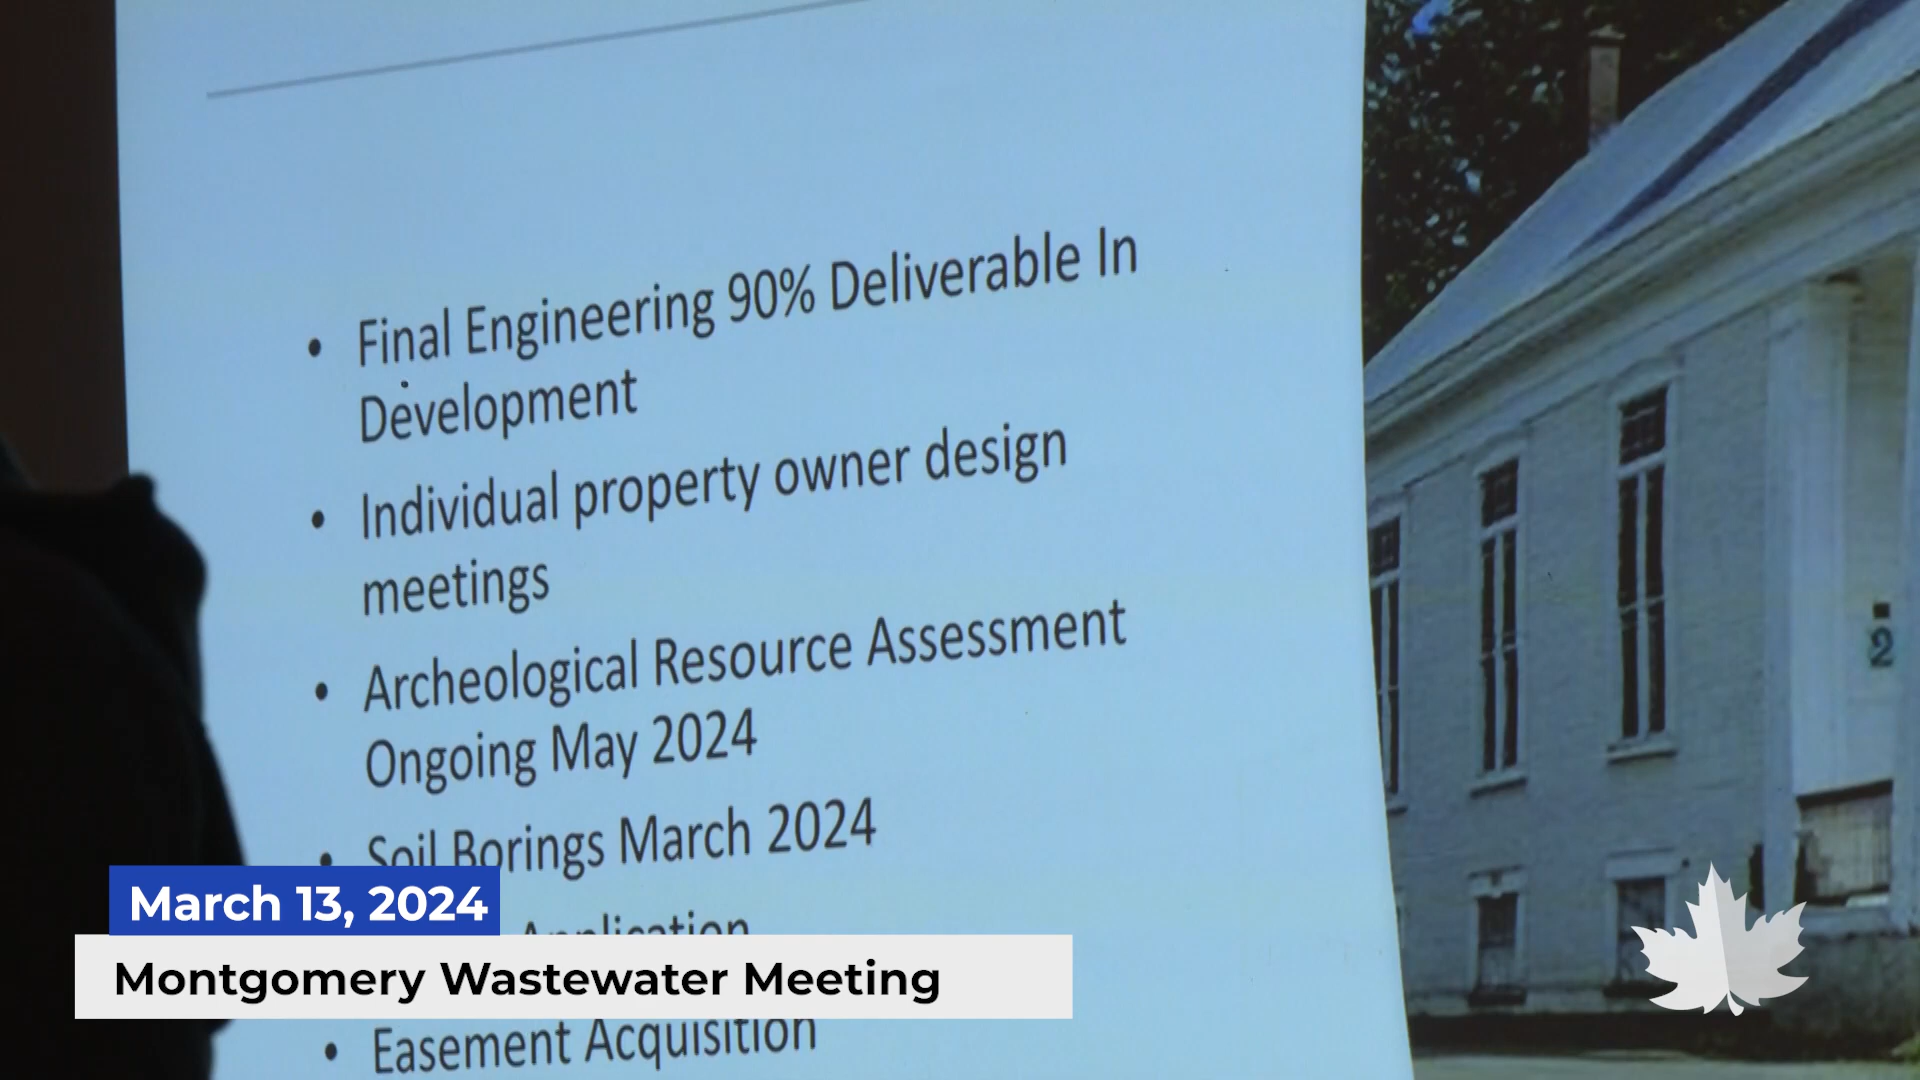 • Final Engineering 90% Deliverable In
Development
• Individual property owner design
meetings
• Archeological Resource Assessment
Ongoing May 2024
• Soil Borings March 2024
Application
• Easement Acquisition
2
March 13, 2024
Montgomery Wastewater Meeting